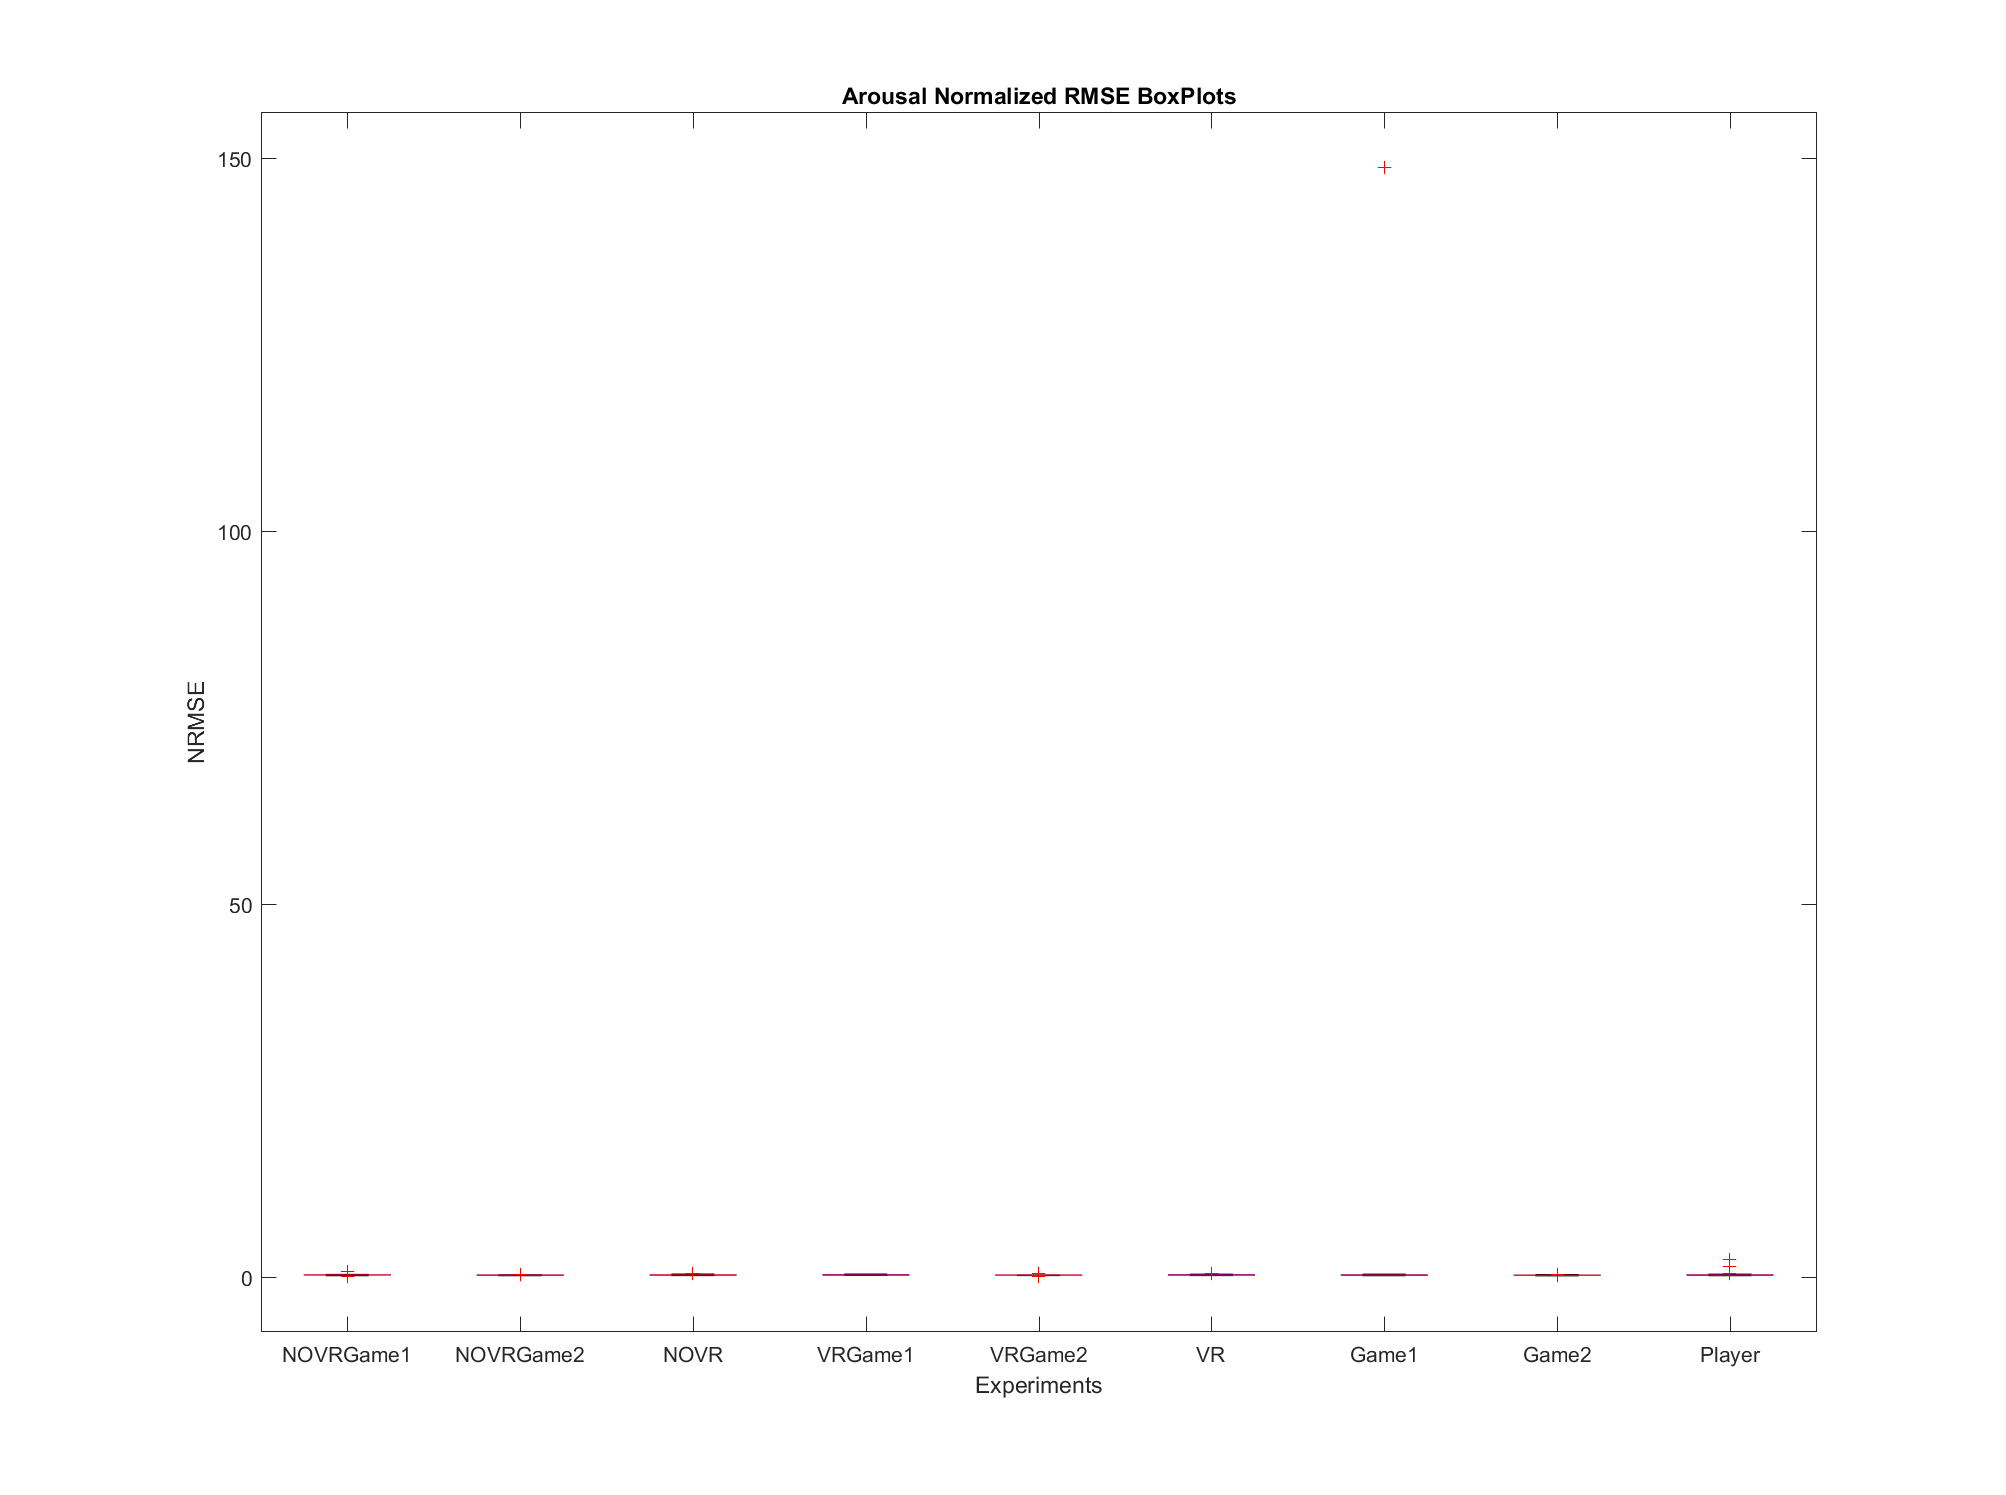 Arousal Normalized RMSE BoxPlots
150
100
50
0
NRMSE
NOVRGame1 NOVRGame2 NOVR VRGame1 VRGame2 VR Game1 Game2 Player
Experiments